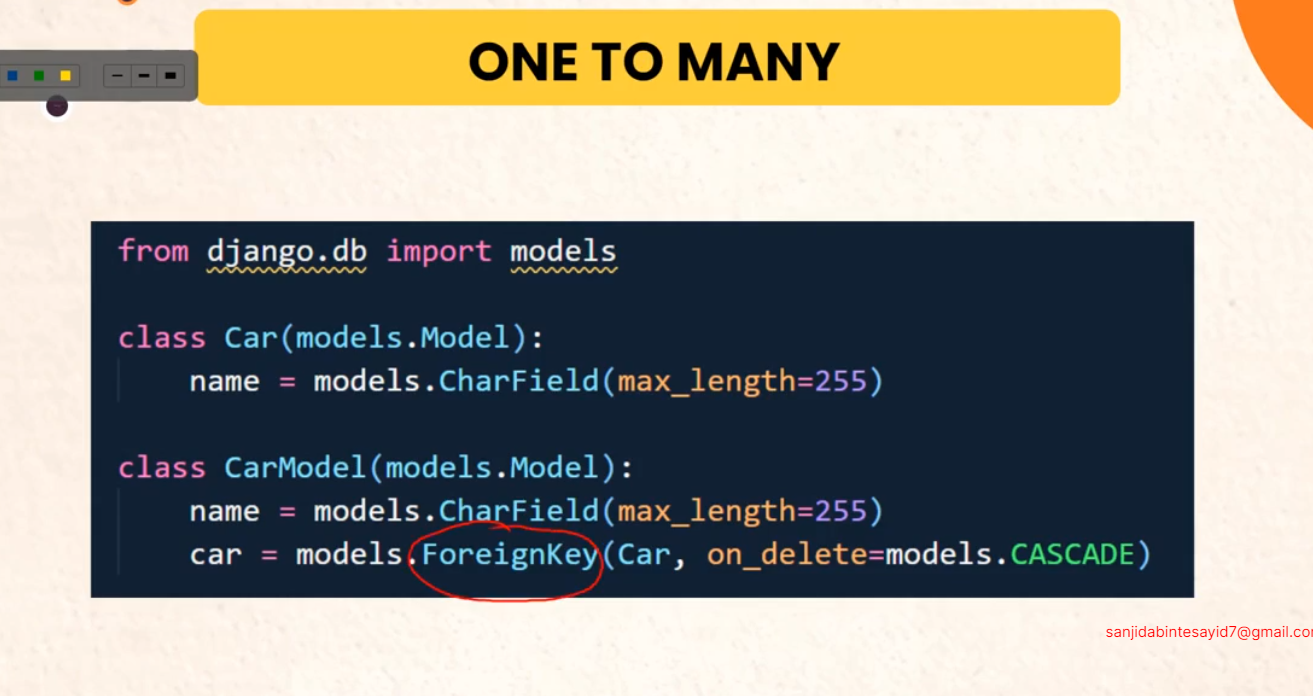 ONE TO MANY
from django.db import models
class Car(models.Model):
    name = models.CharField(max_length=255)
class CarModel(models.Model):
    name = models.CharField(max_length=255)
    car = models.ForeignKey(Car, on_delete=models.CASCADE)
sanjidabintesayid7@gmail.co